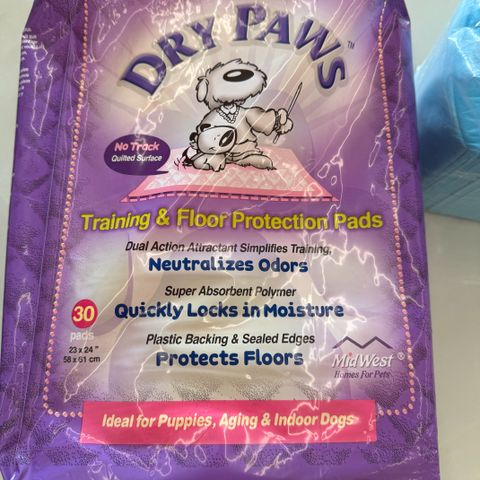 DRY PAWS™
No Track
Quilted Surface
Training & Floor Protection Pads
Dual Action Attractant Simplifies Training,
Neutralizes Odors
Super Absorbent Polymer
Quickly Locks in Moisture
30
pads
23 x 24"
58 x 61 cm
Plastic Backing & Sealed Edges
Protects Floors
MidWest®
Homes For Pets
Ideal for Puppies, Aging & Indoor Dogs